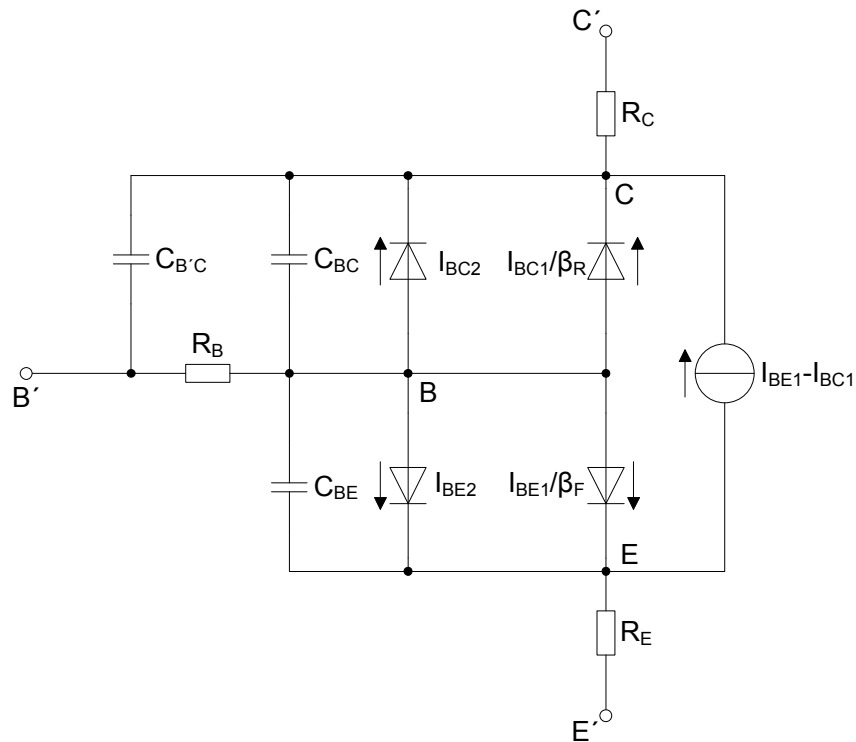 C´
R_C
C
C_B´C
C_BC
I_BC2
I_BC1/β_R
R_B
B´
B
I_BE1-I_BC1
C_BE
I_BE2
I_BE1/β_F
E
R_E
E´